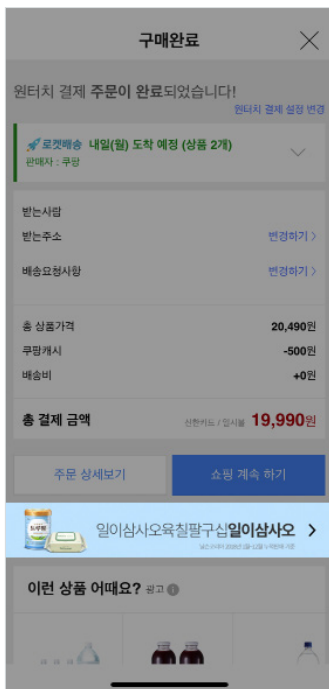 구매완료
원터치 결제 주문이 완료되었습니다!
원터치 결제 설정 변경
로켓배송 내일(월) 도착 예정 (상품 2개)
판매자 : 쿠팡
받는사람
받는주소 변경하기 >
배송요청사항 변경하기 >
총 상품가격 20,490원
쿠팡캐시 -500원
배송비 +0원
총 결제 금액 신한카드 / 일시불 19,990원
주문 상세보기 쇼핑 계속 하기
일이삼사오육칠팔구십일이삼사오
이런 상품 어때요? 광고